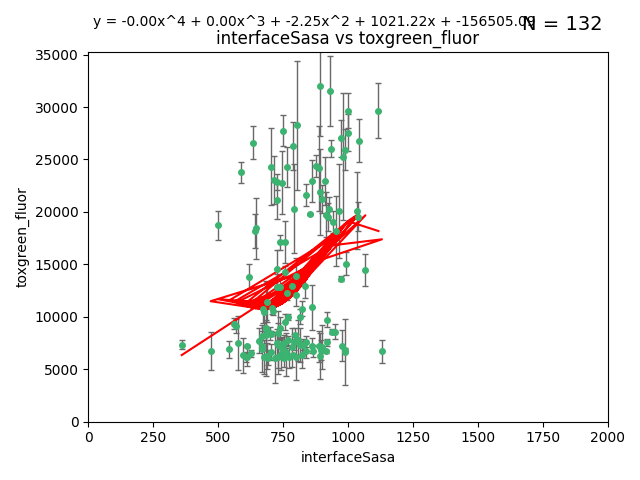 y = -0.00x^4 + 0.00x^3 + -2.25x^2 + 1021.22x + -156505.09
N = 132
interfaceSasa vs toxgreen_fluor
35000
30000
25000
20000
15000
10000
5000
0
toxgreen_fluor
0 250 500 750 1000 1250 1500 1750 2000
interfaceSasa